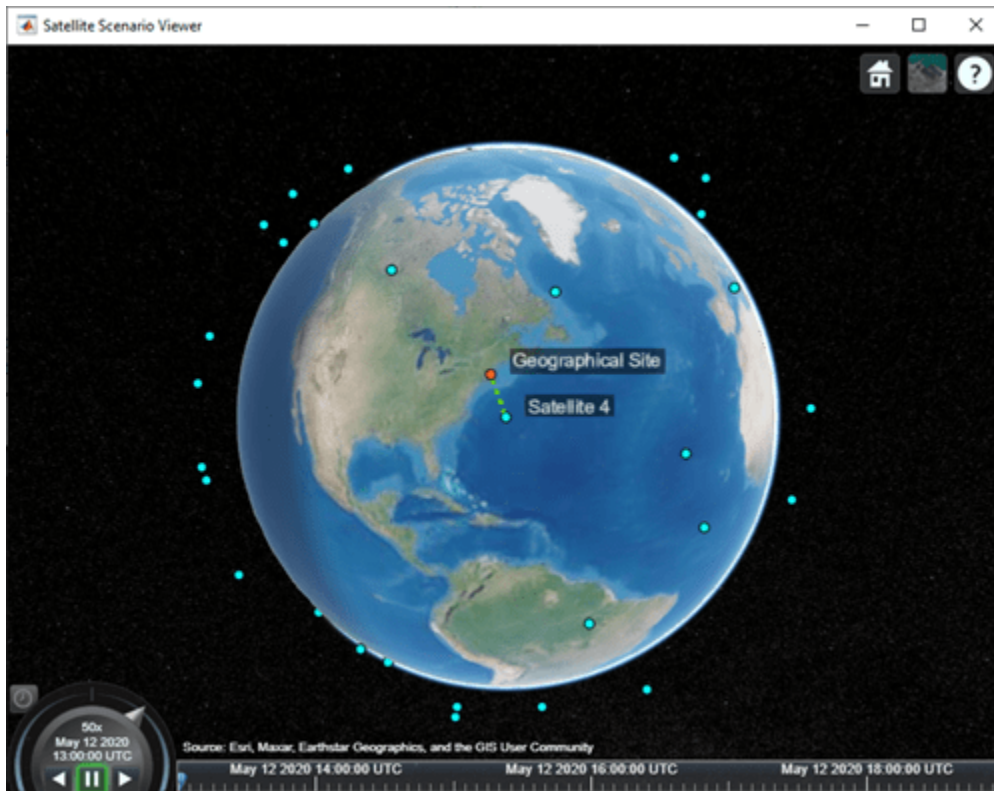 Satellite Scenario Viewer
?
Geographical Site
Satellite 4
50x
May 12 2020
13:00:00 UTC
Source: Esri, Maxar, Earthstar Geographics, and the GIS User Community
May 12 2020 14:00:00 UTC May 12 2020 16:00:00 UTC May 12 2020 18:00:00 UTC